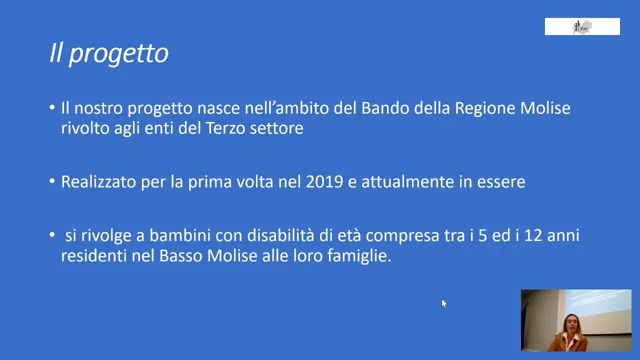 Il progetto
• Il nostro progetto nasce nell'ambito del Bando della Regione Molise
rivolto agli enti del Terzo settore
• Realizzato per la prima volta nel 2019 e attualmente in essere
• si rivolge a bambini con disabilità di età compresa tra i 5 ed i 12 anni
residenti nel Basso Molise alle loro famiglie.